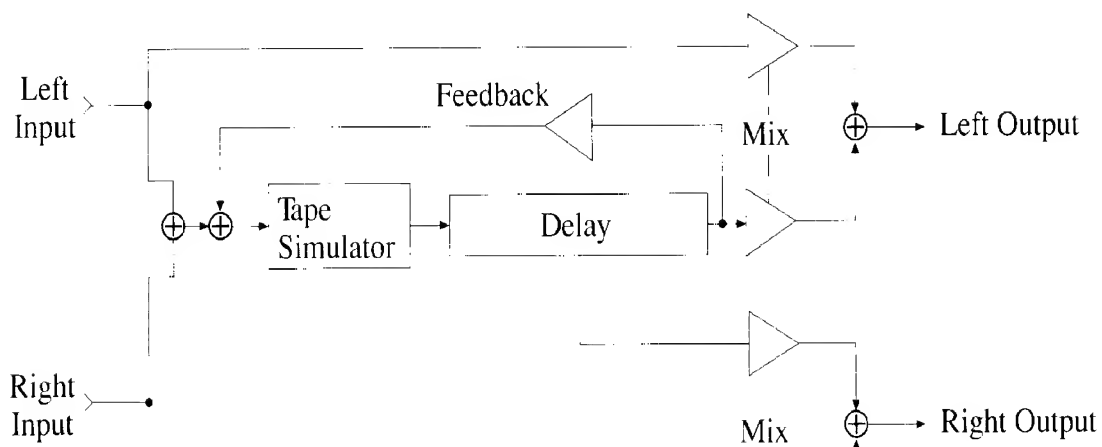 Left
Input
Feedback
Mix
Left Output
Tape
Simulator
Delay
Right
Input
Mix
Right Output